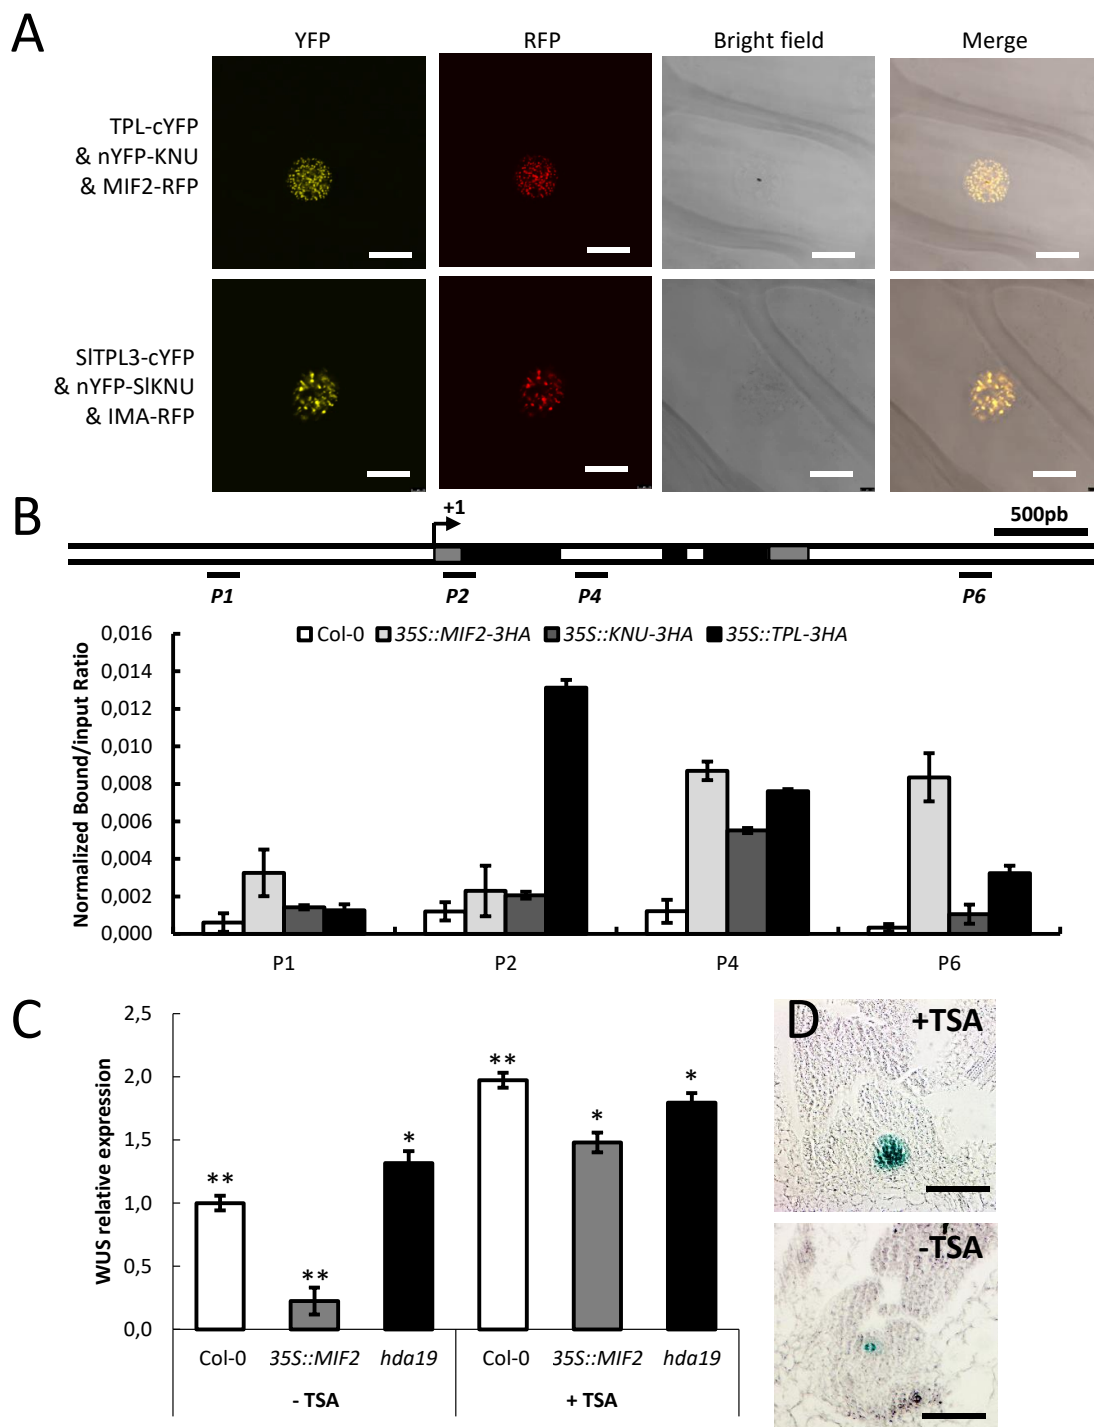 A
YFP
RFP
Bright field
Merge
TPL-cYFP
& nYFP-KNU
& MIF2-RFP
SlTPL3-cYFP
& nYFP-SlKNU
& IMA-RFP
B
+1
500pb
P1
P2
P4
P6
Normalized Bound/input Ratio
0,016
0,014
0,012
0,010
0,008
0,006
0,004
0,002
0,000
Col-0
35S::MIF2-3HA
35S::KNU-3HA
35S::TPL-3HA
P1
P2
P4
P6
C
WUS relative expression
2,5
2,0
1,5
1,0
0,5
0,0
**
**
*
**
*
*
Col-0
35S::MIF2
hda19
Col-0
35S::MIF2
hda19
- TSA
+ TSA
D
+TSA
-TSA